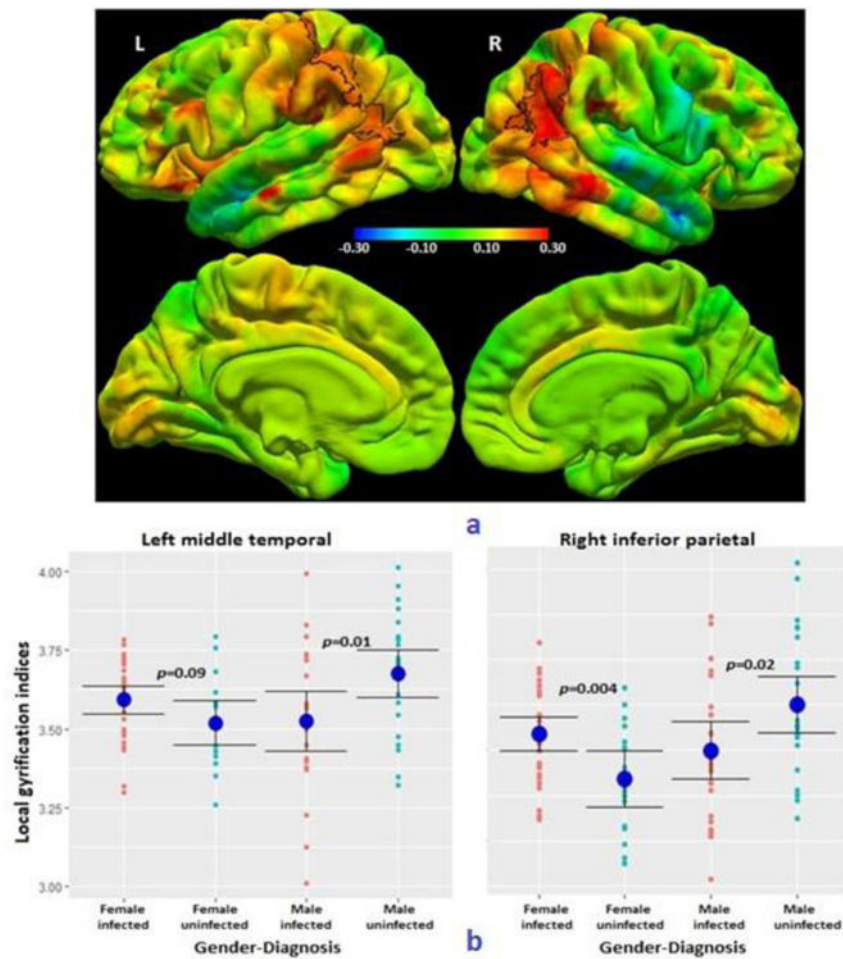 L R
-0.30 -0.10 0.10 0.30
a
Left middle temporal
Right inferior parietal
Local gyrification indices
4.00
3.75
3.50
3.25
3.00
p=0.09
p=0.01
p=0.004
p=0.02
Female infected
Female uninfected
Male infected
Male uninfected
Gender-Diagnosis
Female infected
Female uninfected
Male infected
Male uninfected
Gender-Diagnosis
b